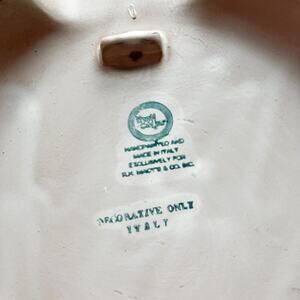 HANDPAINTED AND
MADE IN ITALY
EXCLUSIVELY FOR
R.H. MACY'S & CO. INC.
DECORATIVE ONLY
ITALY